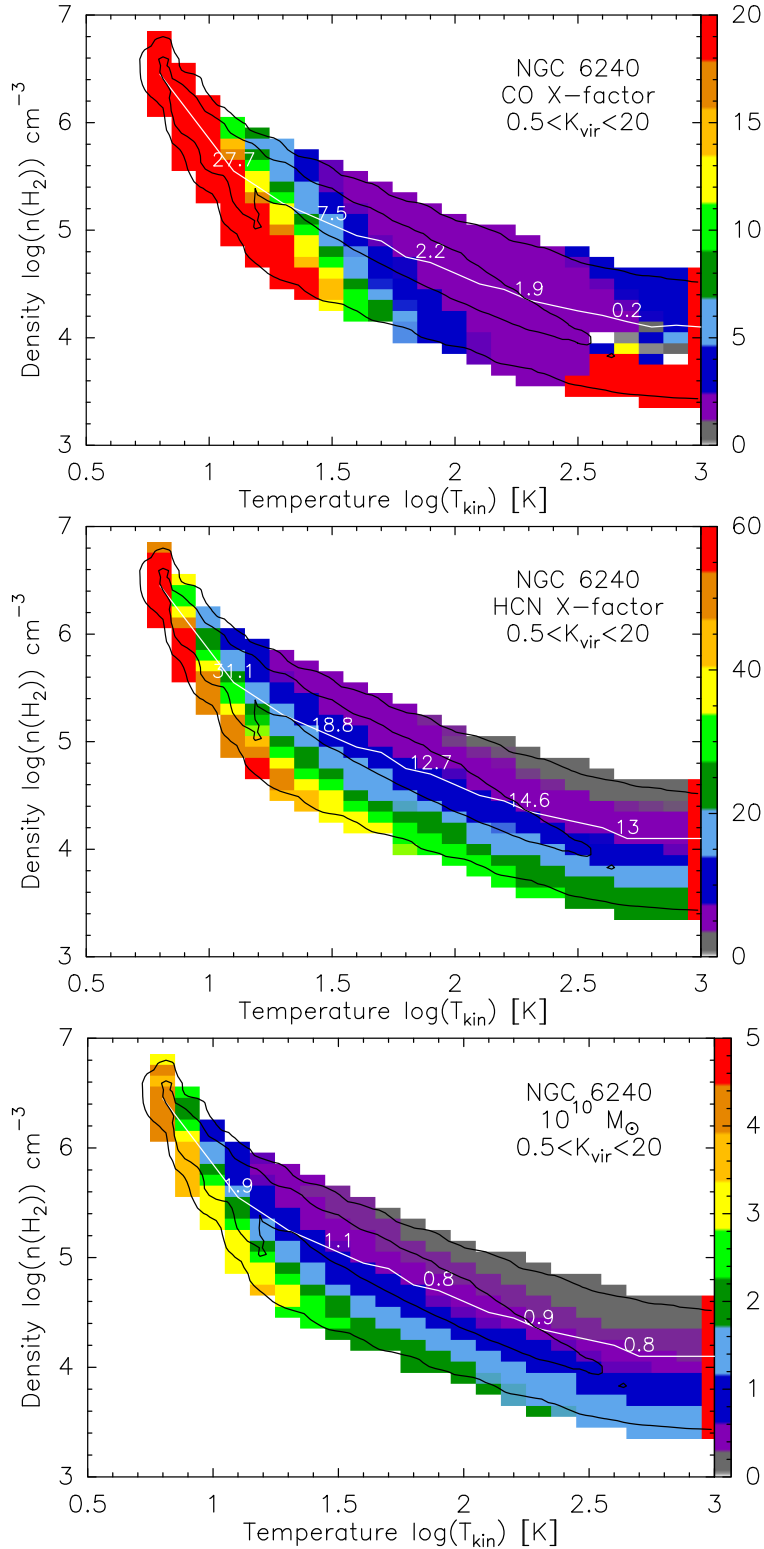 7
6
5
4
3
Density log(n(H₂)) cm⁻³
NGC 6240
CO X-factor
0.5<Kvir<20
27.7
7.5
2.2
1.9
0.2
20
15
10
5
0
0.5 1 1.5 2 2.5 3
Temperature log(Tkin) [K]
7
6
5
4
3
Density log(n(H₂)) cm⁻³
NGC 6240
HCN X-factor
0.5<Kvir<20
31.1
18.8
12.7
14.6
13
60
40
20
0
0.5 1 1.5 2 2.5 3
Temperature log(Tkin) [K]
7
6
5
4
3
Density log(n(H₂)) cm⁻³
NGC 6240
10¹⁰ M☉
0.5<Kvir<20
1.9
1.1
0.8
0.9
0.8
5
4
3
2
1
0
0.5 1 1.5 2 2.5 3
Temperature log(Tkin) [K]